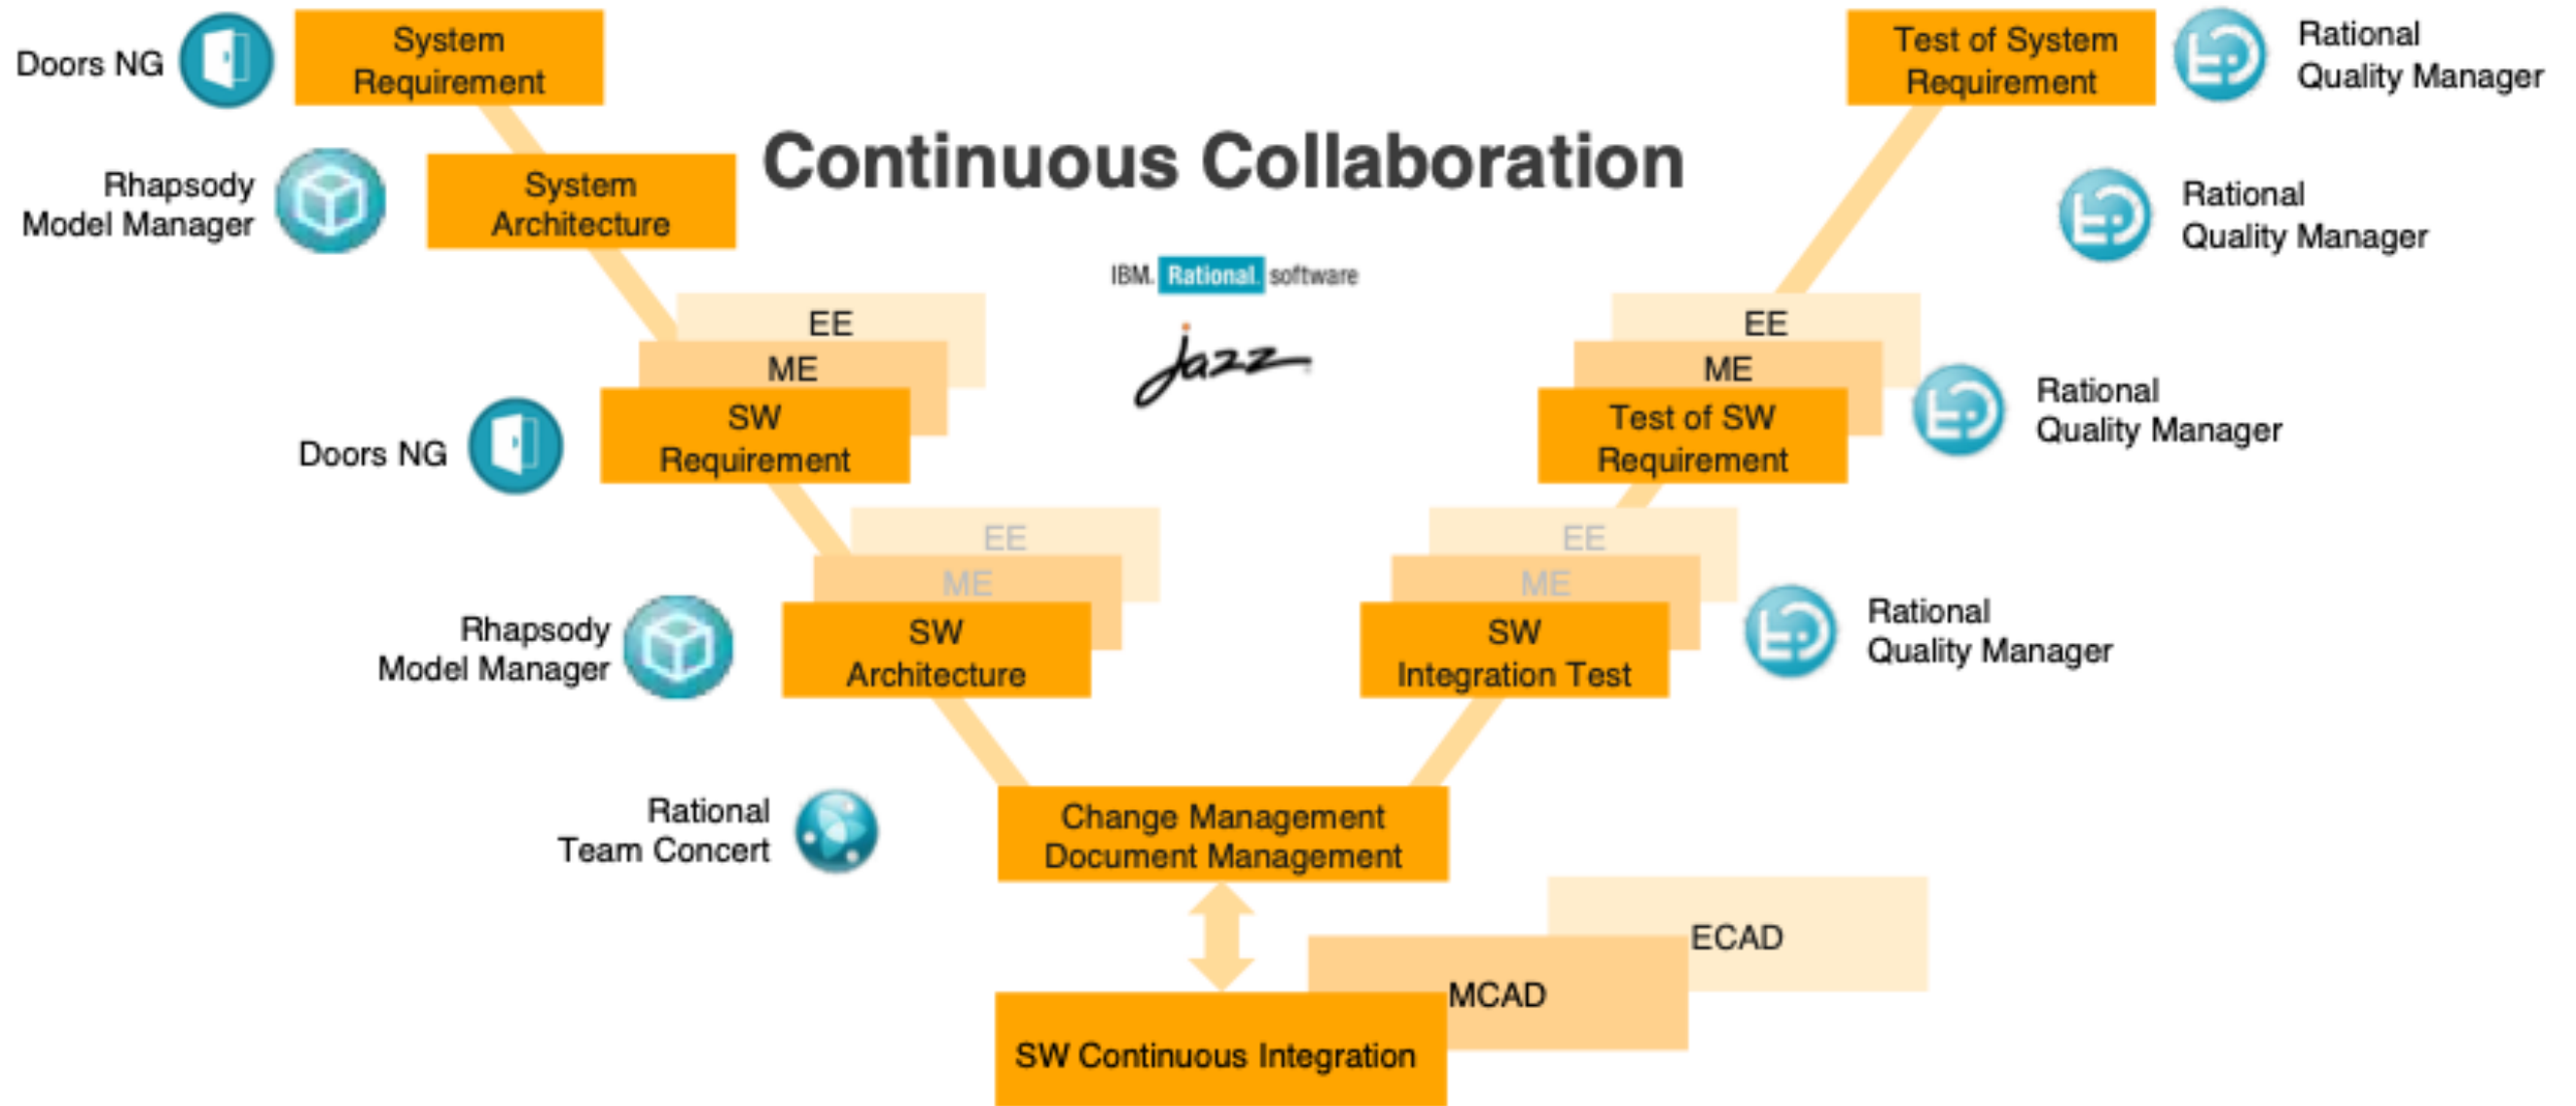 Doors NG
System
Requirement
Test of System
Requirement
Rational
Quality Manager
Continuous Collaboration
Rhapsody
Model Manager
System
Architecture
Rational
Quality Manager
IBM. Rational. software
jazz
EE
ME
SW
Requirement
Doors NG
EE
ME
Test of SW
Requirement
Rational
Quality Manager
EE
ME
SW
Architecture
Rhapsody
Model Manager
EE
ME
SW
Integration Test
Rational
Quality Manager
Rational
Team Concert
Change Management
Document Management
ECAD
MCAD
SW Continuous Integration